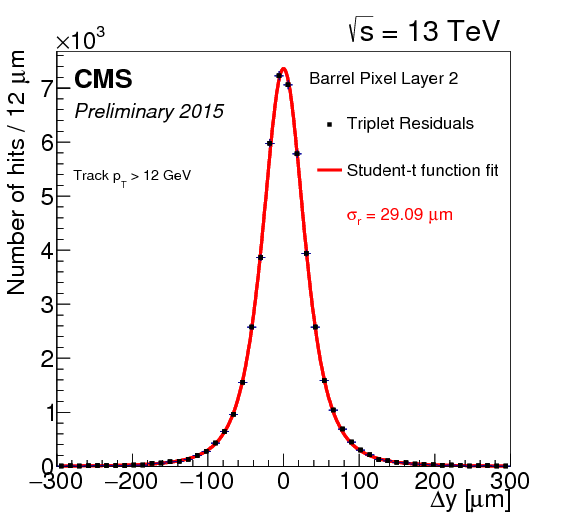 ×10³
√s = 13 TeV
CMS
Preliminary 2015
Track pT > 12 GeV
Barrel Pixel Layer 2
Triplet Residuals
Student-t function fit
σr = 29.09 μm
Number of hits / 12 μm
7
6
5
4
3
2
1
0
−300 −200 −100 0 100 200 300
Δy [μm]